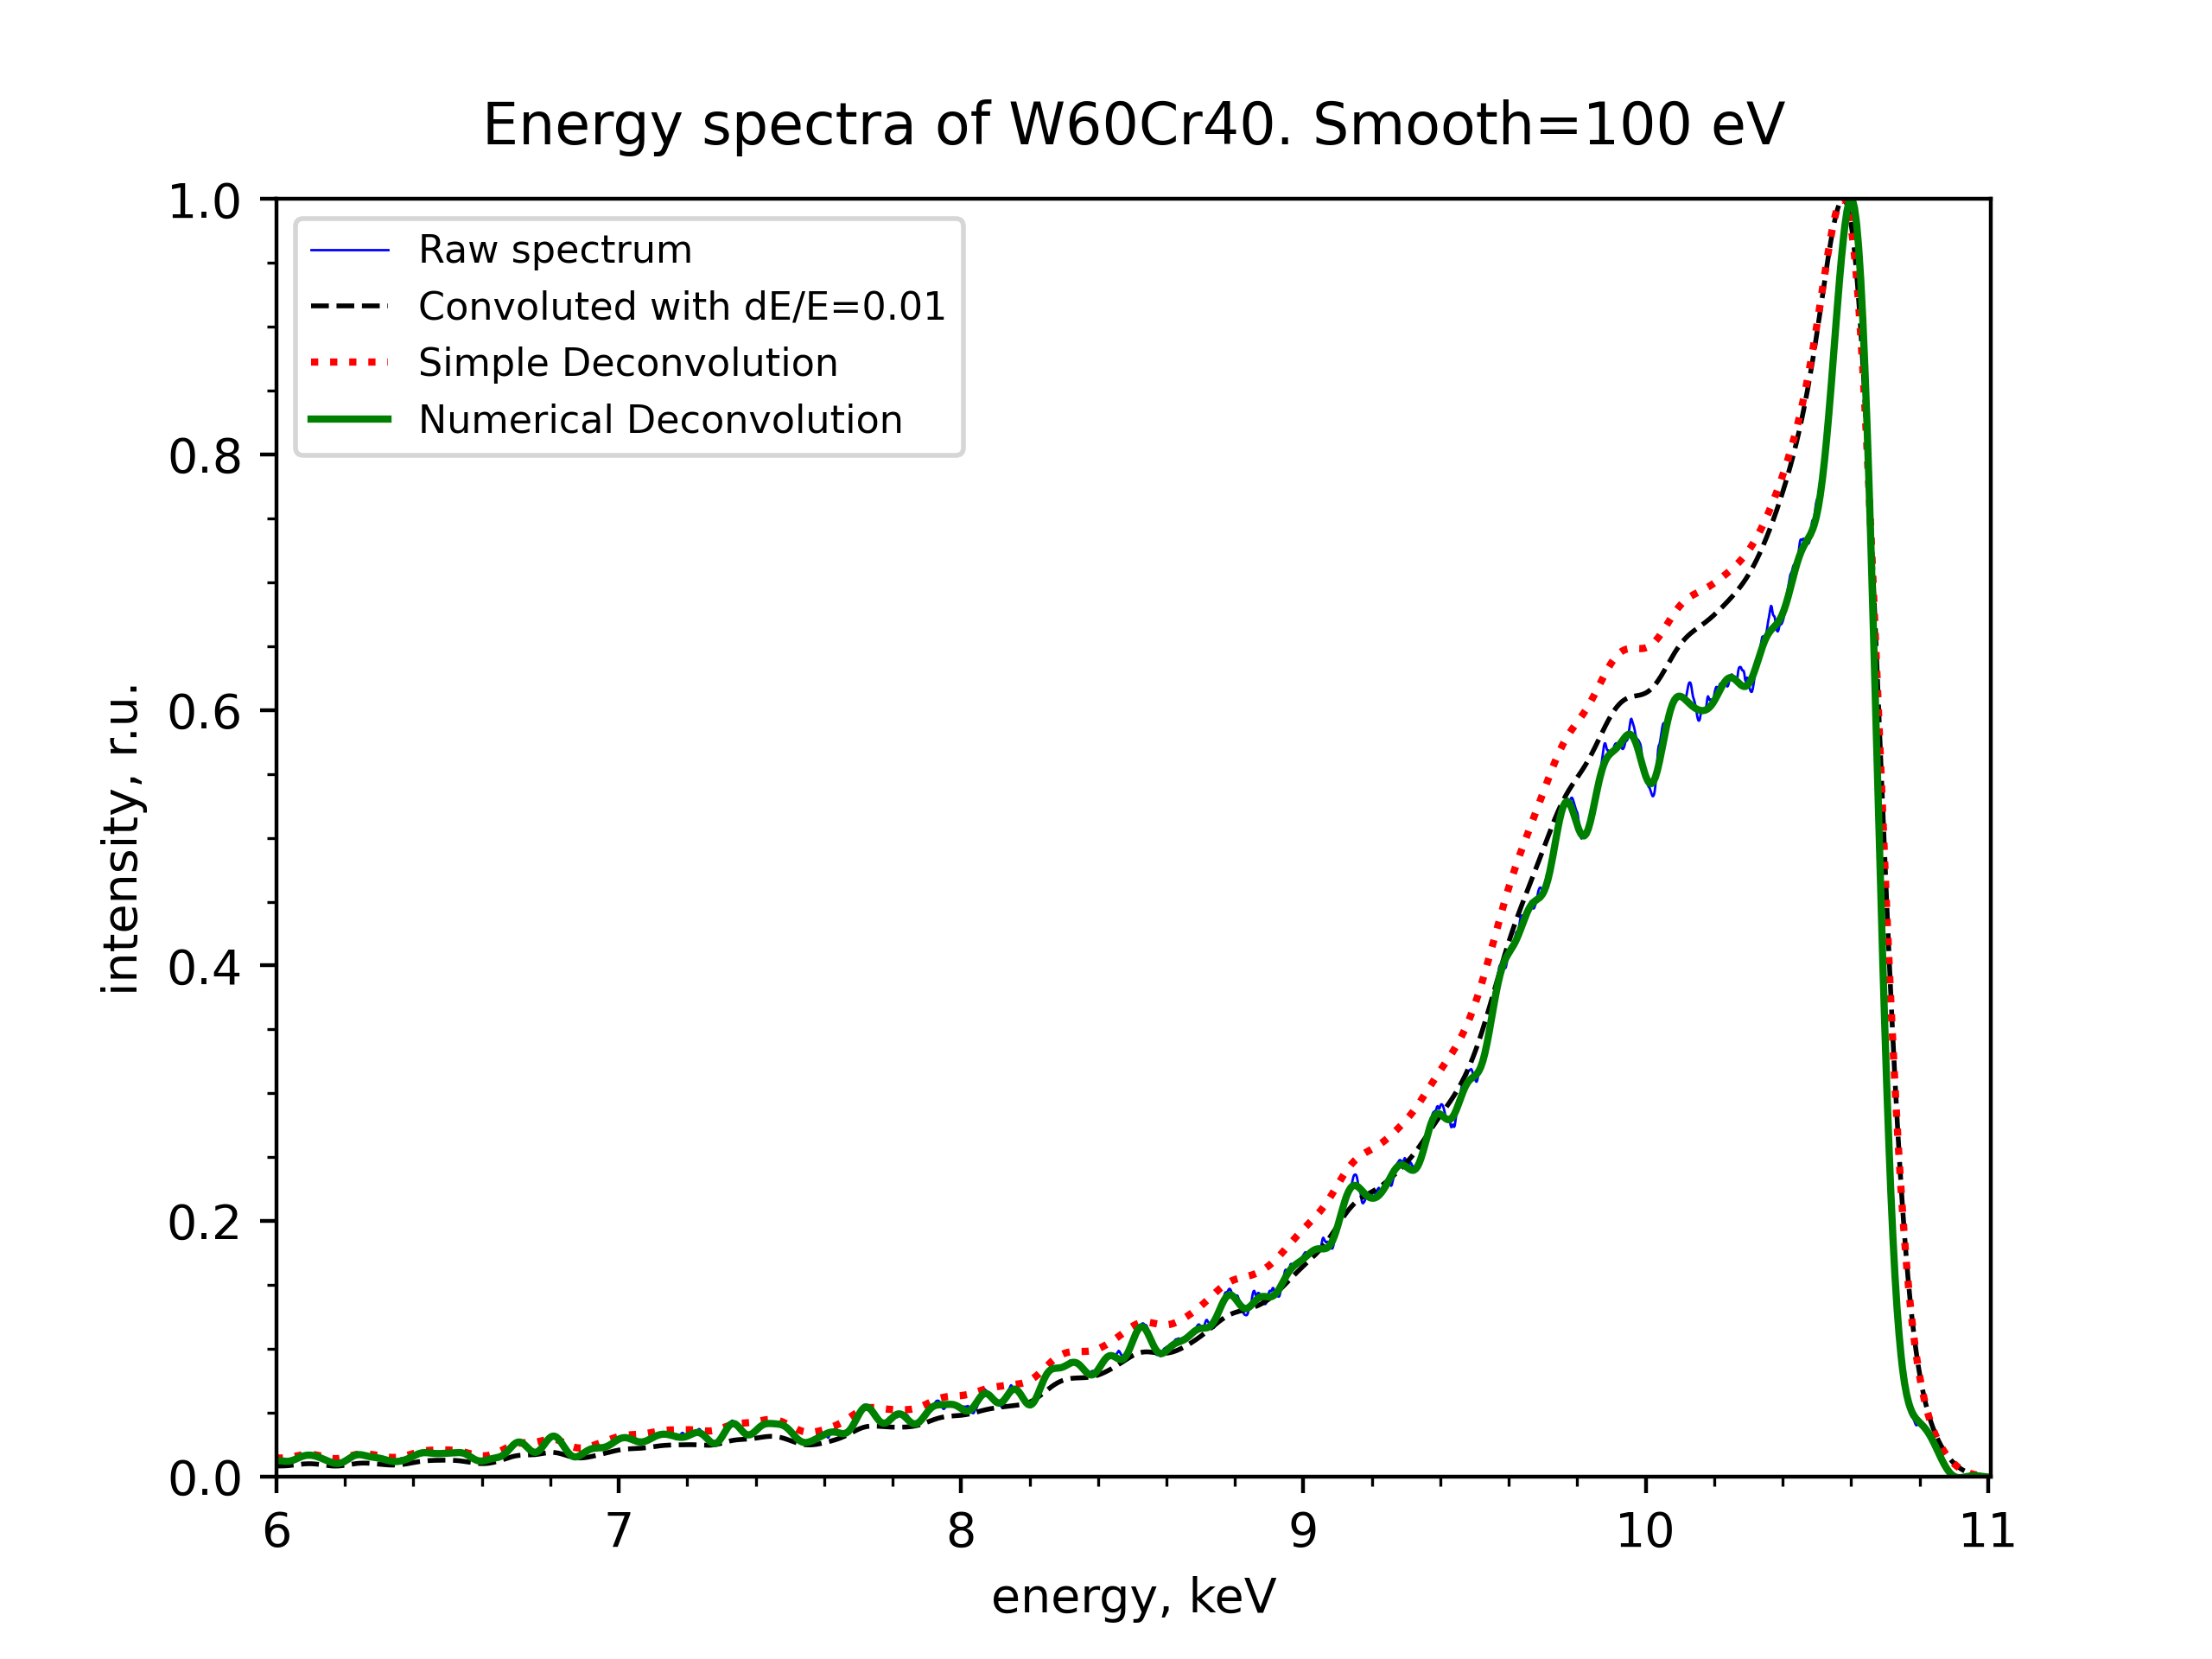 Energy spectra of W60Cr40. Smooth=100 eV
Raw spectrum
Convoluted with dE/E=0.01
Simple Deconvolution
Numerical Deconvolution
intensity, r.u.
1.0
0.8
0.6
0.4
0.2
0.0
6 7 8 9 10 11
energy, keV